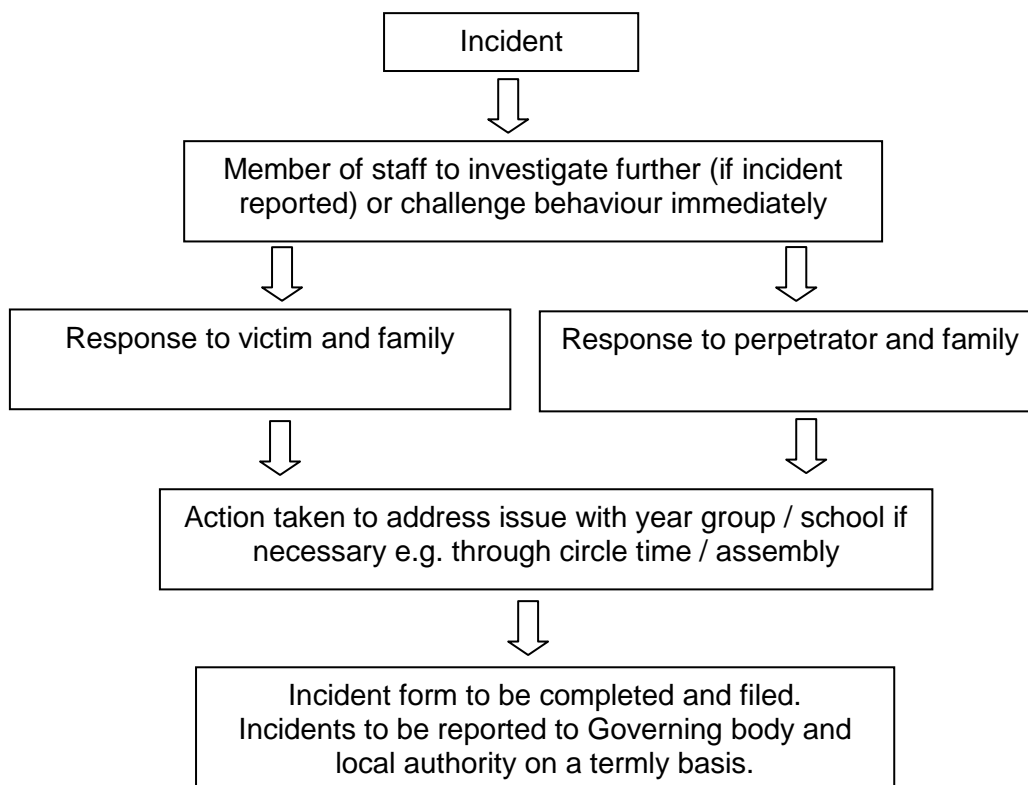 Incident
Member of staff to investigate further (if incident
reported) or challenge behaviour immediately
Response to victim and family
Response to perpetrator and family
Action taken to address issue with year group / school if
necessary e.g. through circle time / assembly
Incident form to be completed and filed.
Incidents to be reported to Governing body and
local authority on a termly basis.